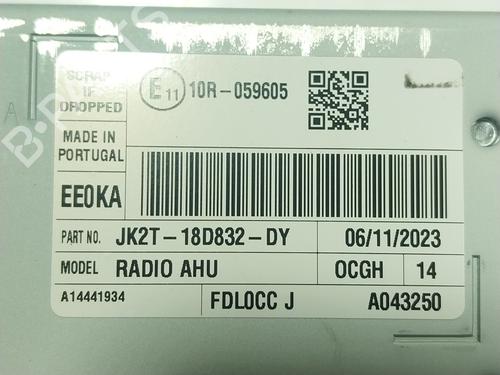 SCRAP
IF
DROPPED
E 11 10R-059605
MADE IN
PORTUGAL
EE0KA
PART NO. JK2T-18D832-DY 06/11/2023
MODEL RADIO AHU OCGH 14
A14441934 FDL0CC J A043250
A